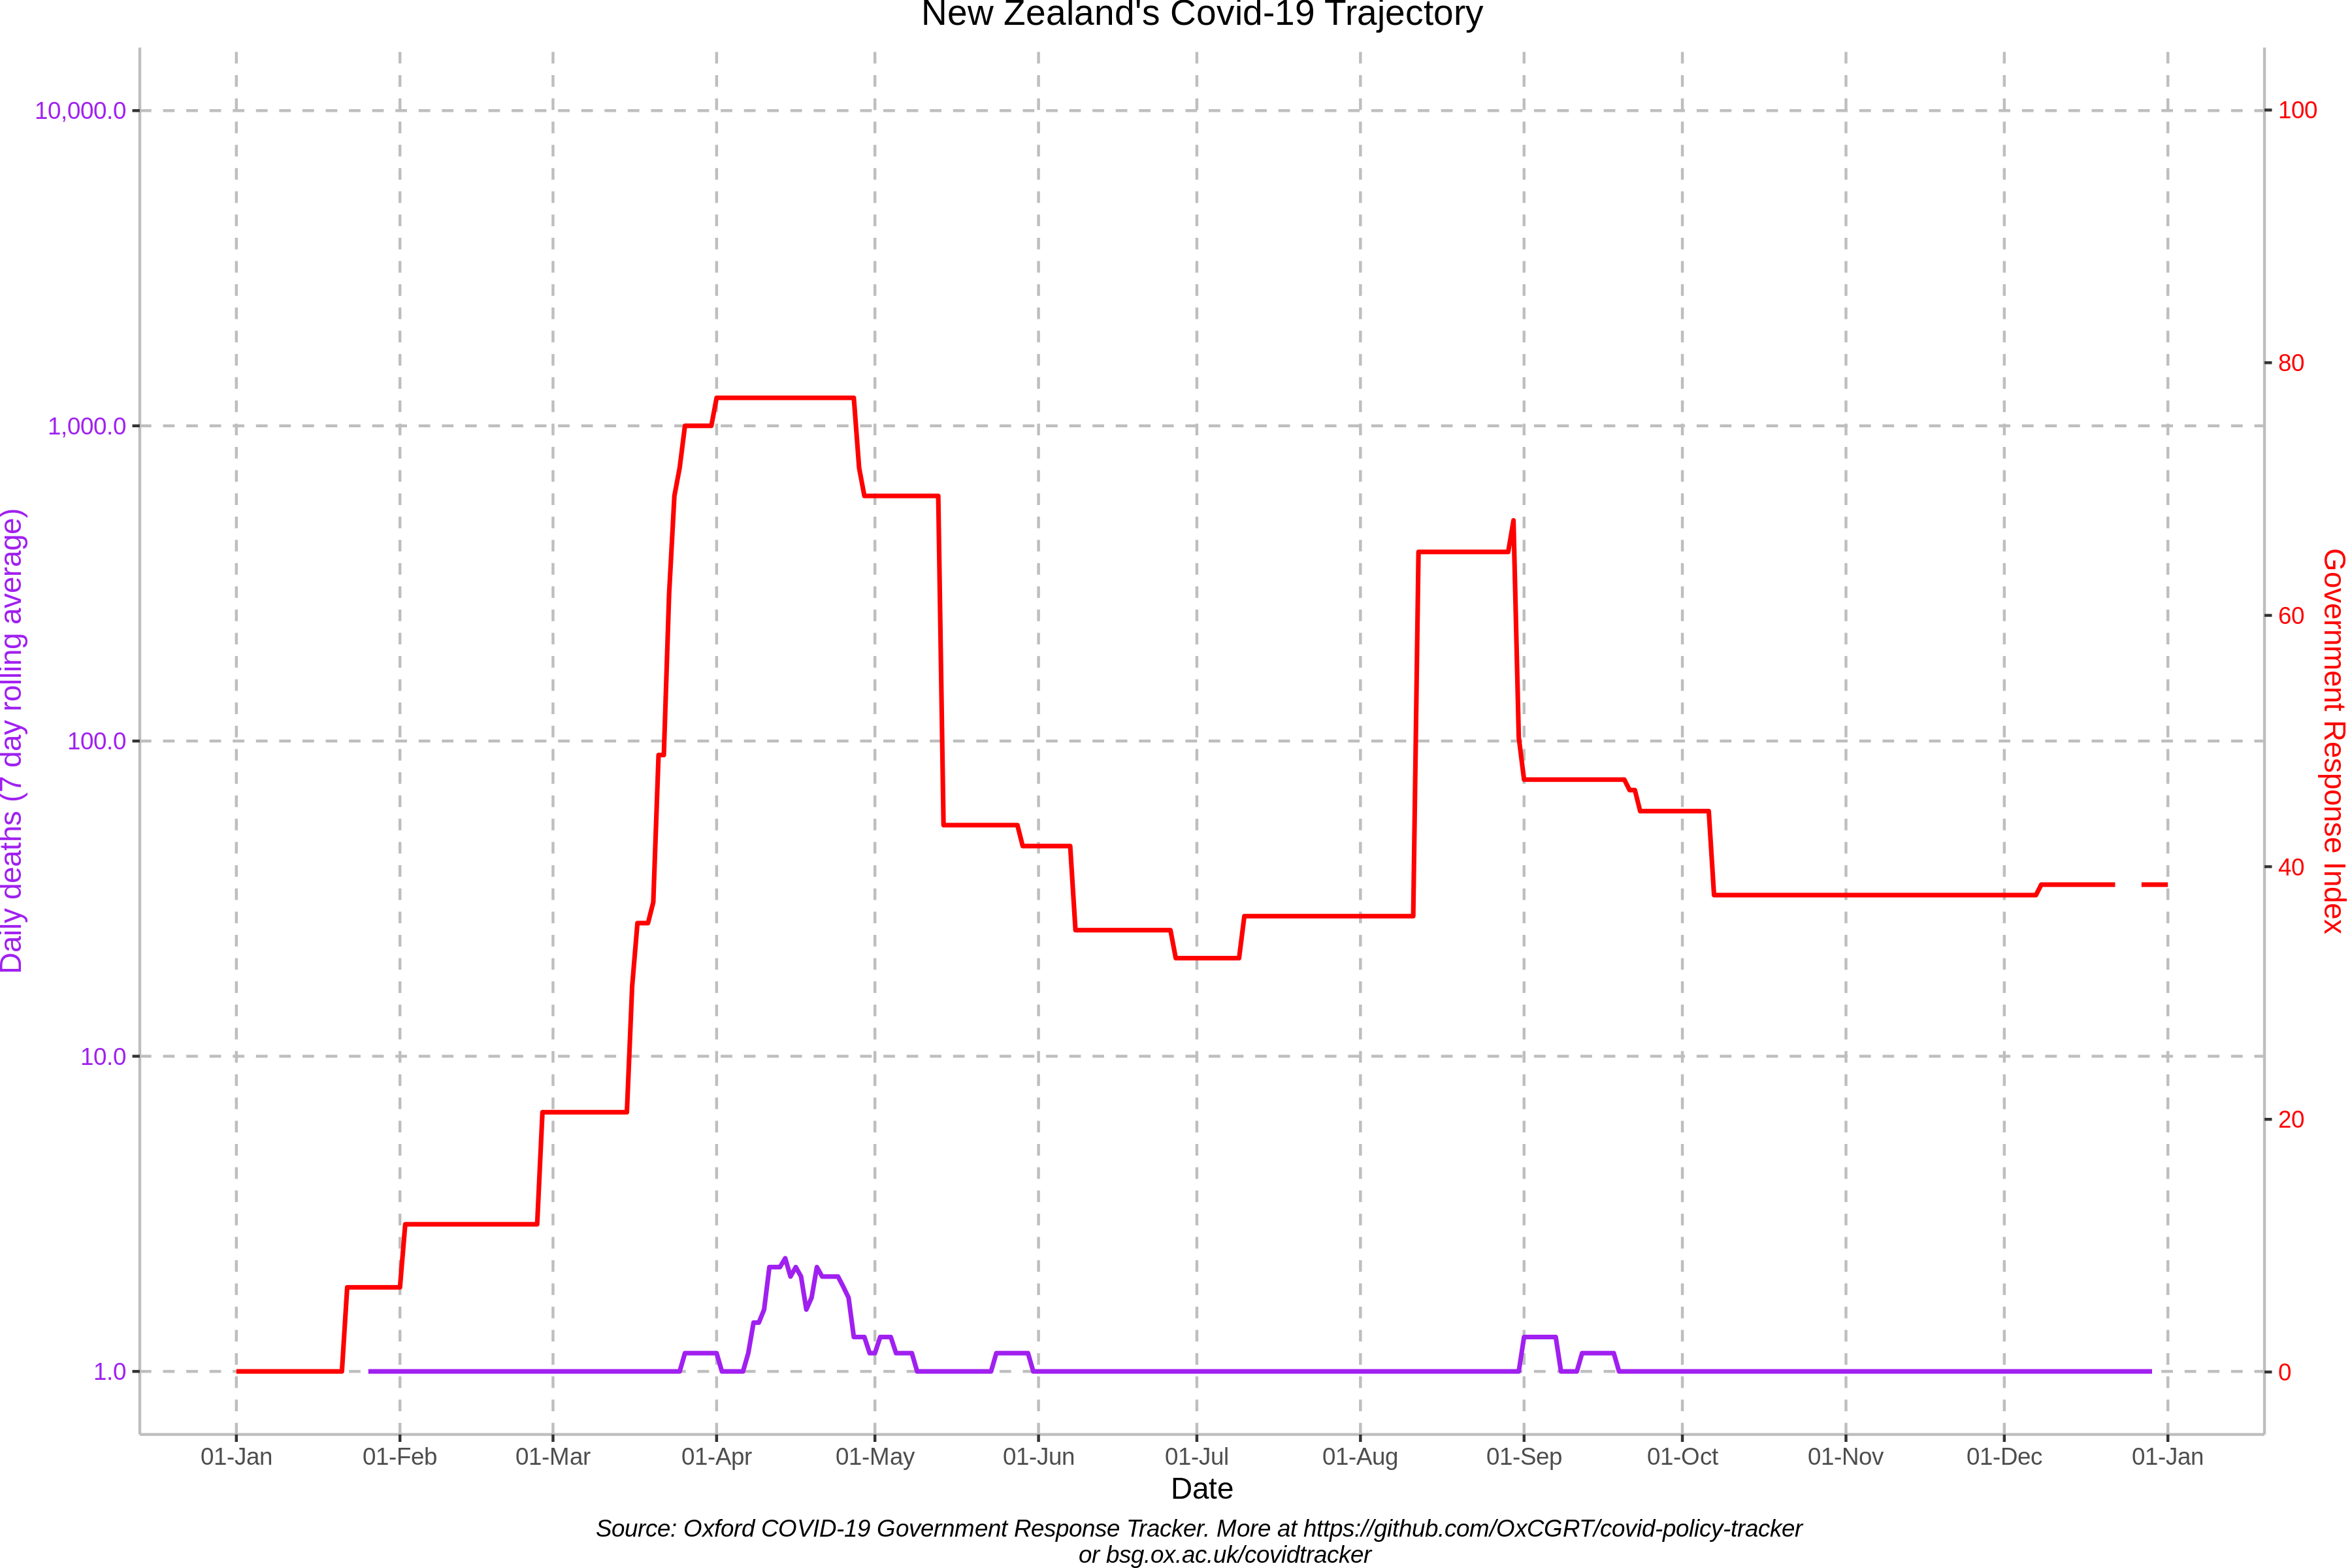 New Zealand's Covid-19 Trajectory
10,000.0
1,000.0
100.0
10.0
1.0
Daily deaths (7 day rolling average)
100
80
60
40
20
0
Government Response Index
01-Jan 01-Feb 01-Mar 01-Apr 01-May 01-Jun 01-Jul 01-Aug 01-Sep 01-Oct 01-Nov 01-Dec 01-Jan
Date
Source: Oxford COVID-19 Government Response Tracker. More at https://github.com/OxCGRT/covid-policy-tracker
or bsg.ox.ac.uk/covidtracker